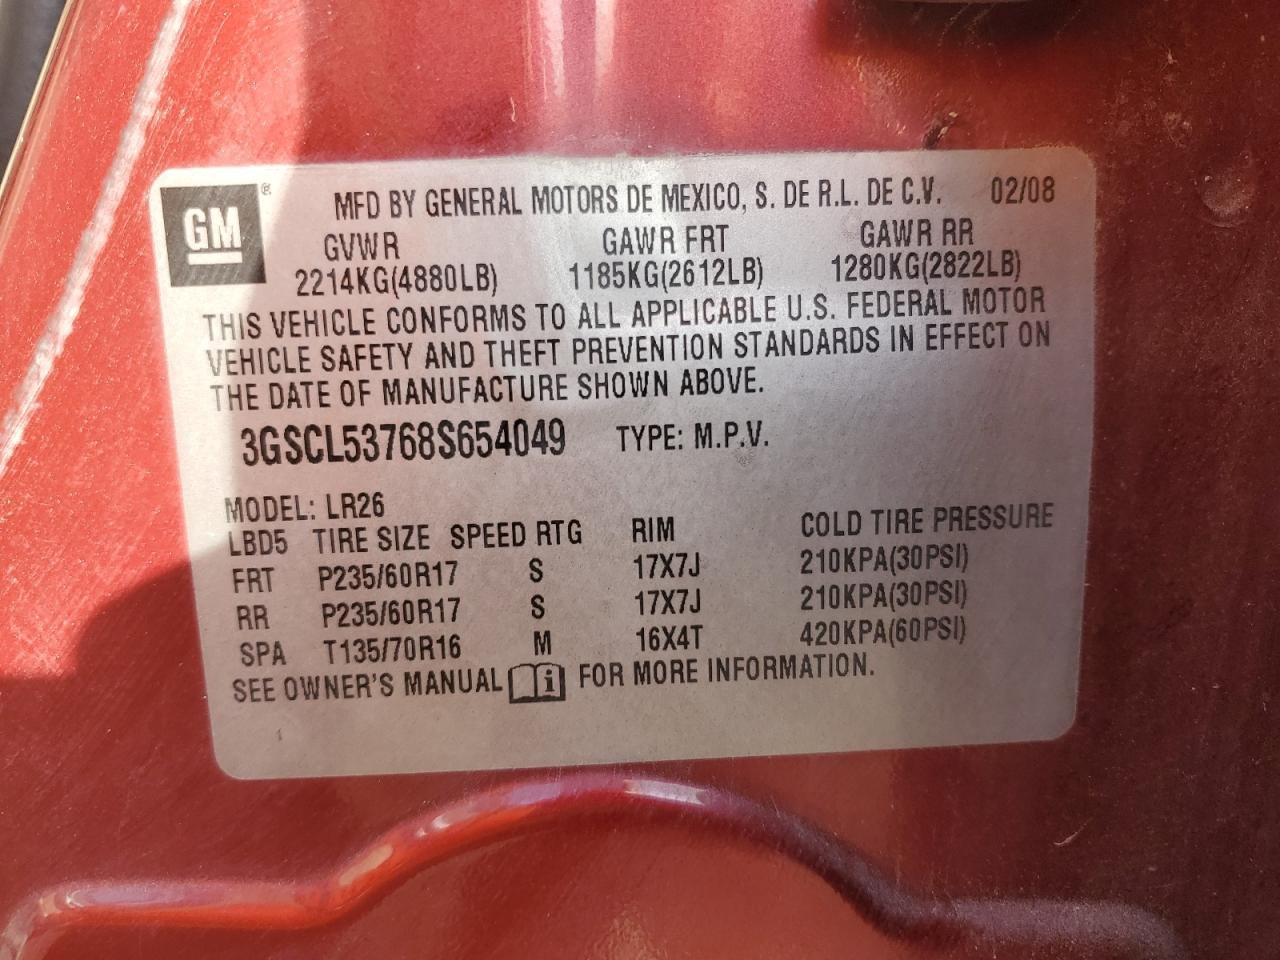 GM ® MFD BY GENERAL MOTORS DE MEXICO, S. DE R.L. DE C.V. 02/08
GVWR GAWR FRT GAWR RR
2214KG(4880LB) 1185KG(2612LB) 1280KG(2822LB)
THIS VEHICLE CONFORMS TO ALL APPLICABLE U.S. FEDERAL MOTOR
VEHICLE SAFETY AND THEFT PREVENTION STANDARDS IN EFFECT ON
THE DATE OF MANUFACTURE SHOWN ABOVE.
3GSCL53768S654049 TYPE: M.P.V.
MODEL: LR26
LBD5 TIRE SIZE SPEED RTG RIM COLD TIRE PRESSURE
FRT P235/60R17 S 17X7J 210KPA(30PSI)
RR P235/60R17 S 17X7J 210KPA(30PSI)
SPA T135/70R16 M 16X4T 420KPA(60PSI)
SEE OWNER'S MANUAL i FOR MORE INFORMATION.